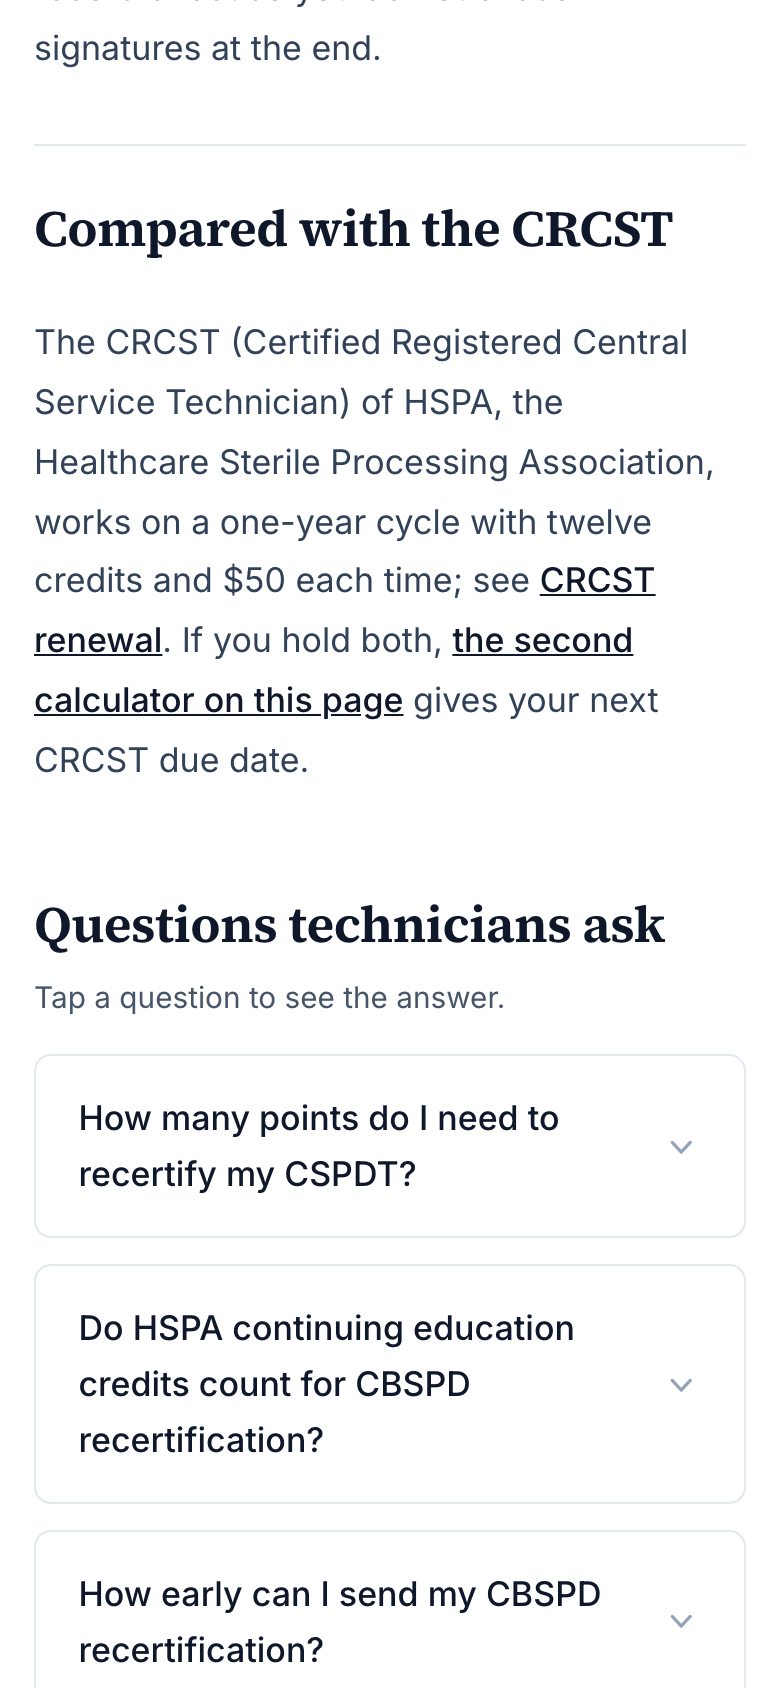 signatures at the end.
Compared with the CRCST
The CRCST (Certified Registered Central
Service Technician) of HSPA, the
Healthcare Sterile Processing Association,
works on a one-year cycle with twelve
credits and $50 each time; see CRCST
renewal. If you hold both, the second
calculator on this page gives your next
CRCST due date.
Questions technicians ask
Tap a question to see the answer.
How many points do I need to
recertify my CSPDT?
Do HSPA continuing education
credits count for CBSPD
recertification?
How early can I send my CBSPD
recertification?